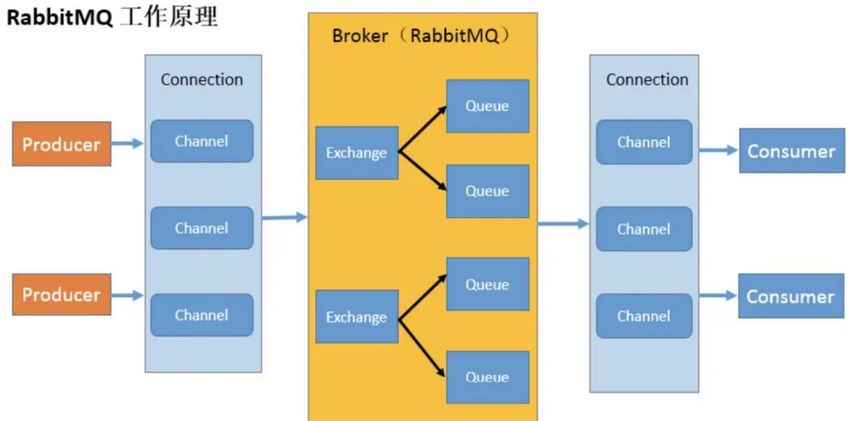 RabbitMQ 工作原理
Broker（RabbitMQ）
Connection
Connection
Producer
Producer
Channel
Channel
Channel
Exchange
Queue
Queue
Exchange
Queue
Queue
Channel
Channel
Channel
Consumer
Consumer